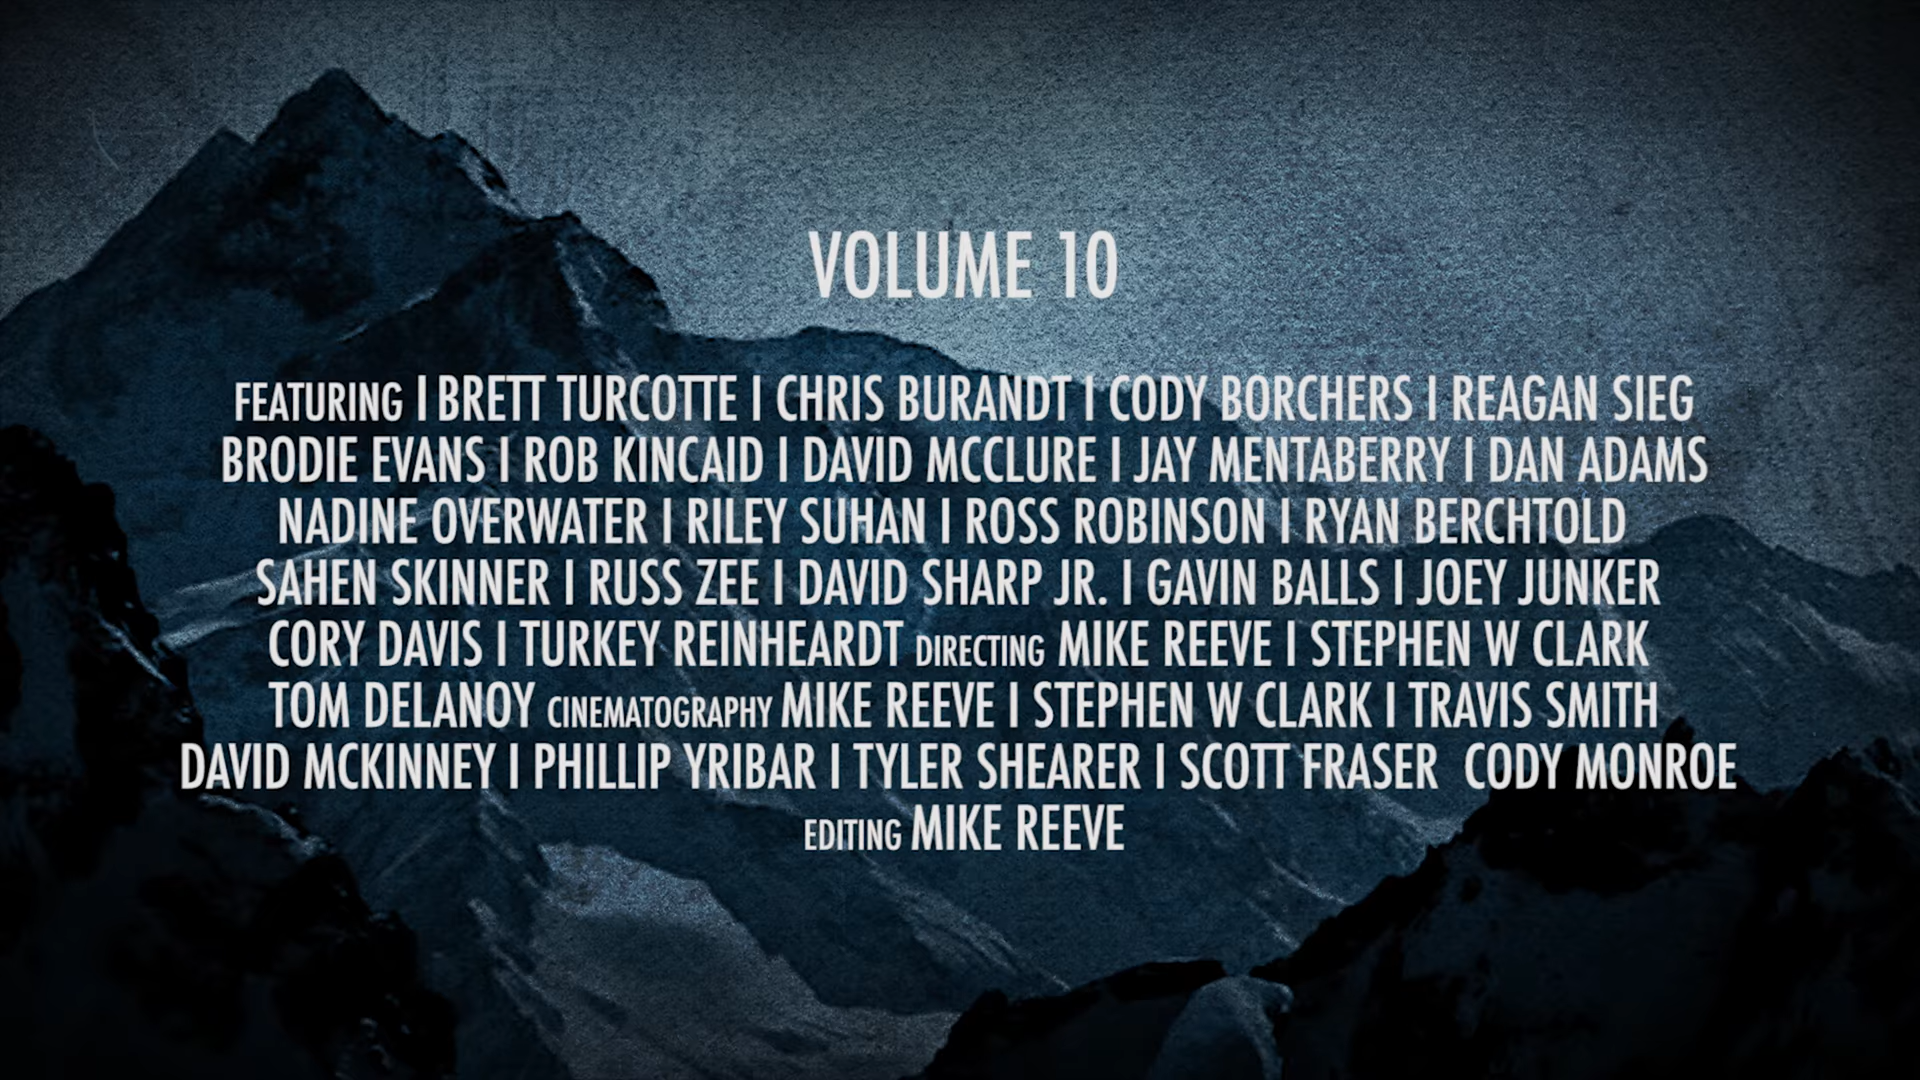 VOLUME 10
FEATURING | BRETT TURCOTTE | CHRIS BURANDT | CODY BORCHERS | REAGAN SIEG
BRODIE EVANS | ROB KINCAID | DAVID MCCLURE | JAY MENTABERRY | DAN ADAMS
NADINE OVERWATER | RILEY SUHAN | ROSS ROBINSON | RYAN BERCHTOLD
SAHEN SKINNER | RUSS ZEE | DAVID SHARP JR. | GAVIN BALLS | JOEY JUNKER
CORY DAVIS | TURKEY REINHEARDT DIRECTING MIKE REEVE | STEPHEN W CLARK
TOM DELANOY CINEMATOGRAPHY MIKE REEVE | STEPHEN W CLARK | TRAVIS SMITH
DAVID MCKINNEY | PHILLIP YRIBAR | TYLER SHEARER | SCOTT FRASER  CODY MONROE
EDITING MIKE REEVE